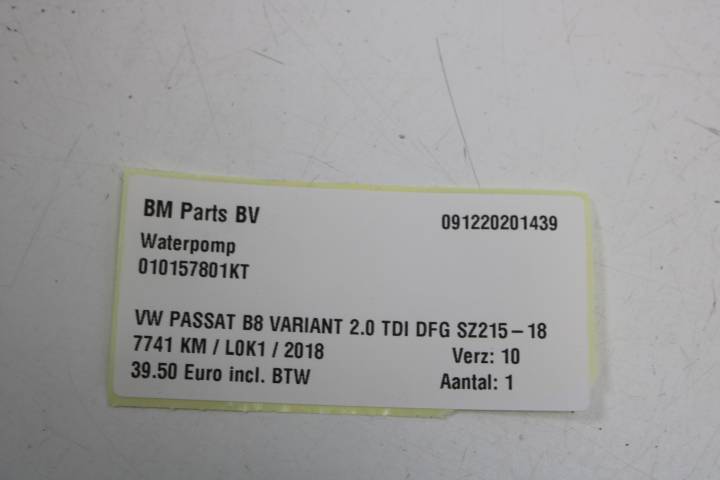 BM Parts BV 091220201439
Waterpomp
010157801KT
VW PASSAT B8 VARIANT 2.0 TDI DFG SZ215-18
7741 KM / L0K1 / 2018 Verz: 10
39.50 Euro incl. BTW Aantal: 1